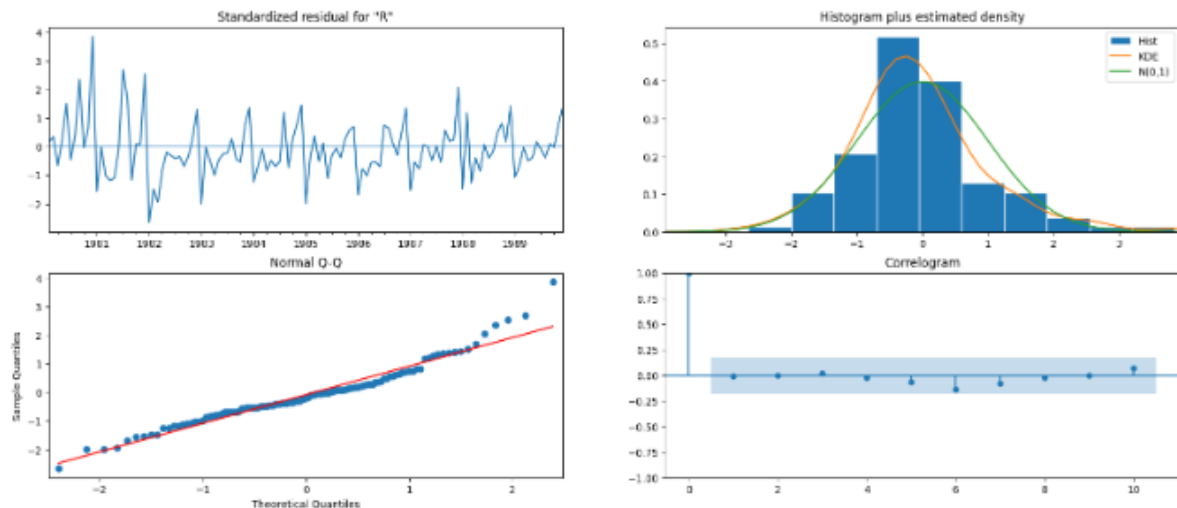 Standardized residual for "R"
4
3
2
1
0
−1
−2
1981 1982 1983 1984 1985 1986 1987 1988 1989
Histogram plus estimated density
Hist
KDE
N(0,1)
0.5
0.4
0.3
0.2
0.1
0.0
−3 −2 −1 0 1 2 3
Normal Q-Q
Sample Quantiles
4
3
2
1
0
−1
−2
−2 −1 0 1 2
Theoretical Quantiles
Correlogram
1.00
0.75
0.50
0.25
0.00
−0.25
−0.50
−0.75
−1.00
0 2 4 6 8 10